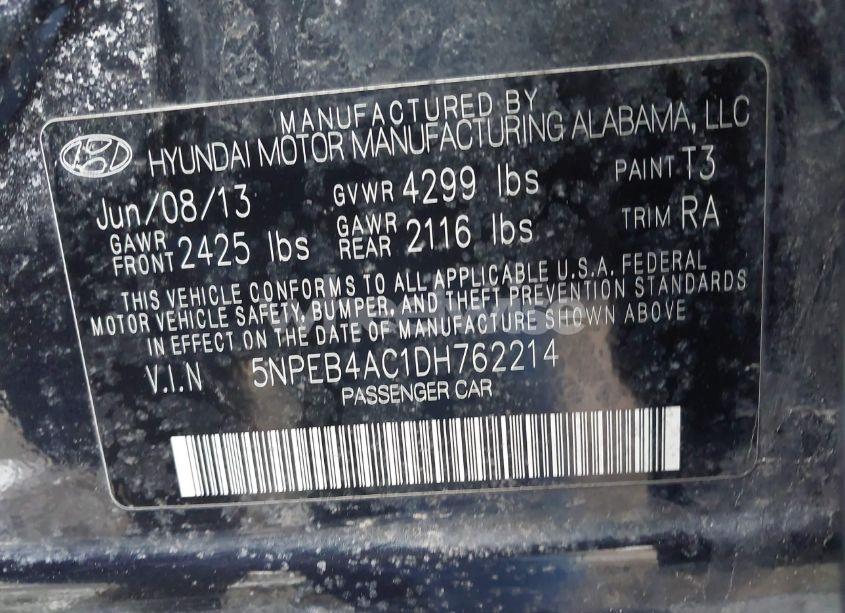 MANUFACTURED BY
HYUNDAI MOTOR MANUFACTURING ALABAMA, LLC
Jun/08/13 GVWR 4299 lbs PAINT T3
GAWR FRONT 2425 lbs GAWR REAR 2116 lbs TRIM RA
THIS VEHICLE CONFORMS TO ALL APPLICABLE U.S.A. FEDERAL
MOTOR VEHICLE SAFETY, BUMPER, AND THEFT PREVENTION STANDARDS
IN EFFECT ON THE DATE OF MANUFACTURE SHOWN ABOVE
V.I.N 5NPEB4AC1DH762214
PASSENGER CAR